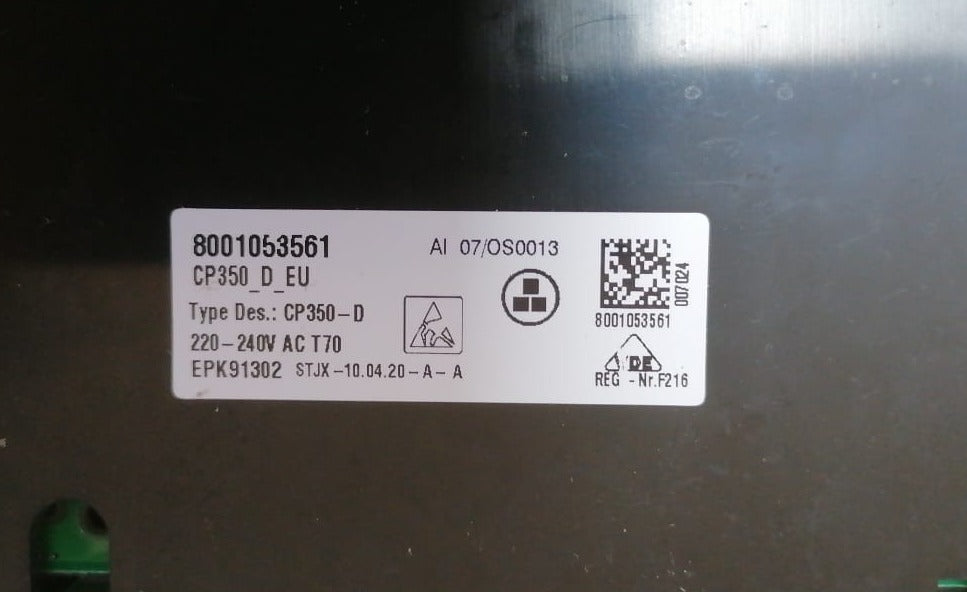 8001053561
AI 07/OS0013
CP350_D_EU
Type Des.: CP350-D
220-240V AC T70
EPK91302 STJX-10.04.20-A-A
007024
8001053561
DE
REG - Nr.F216